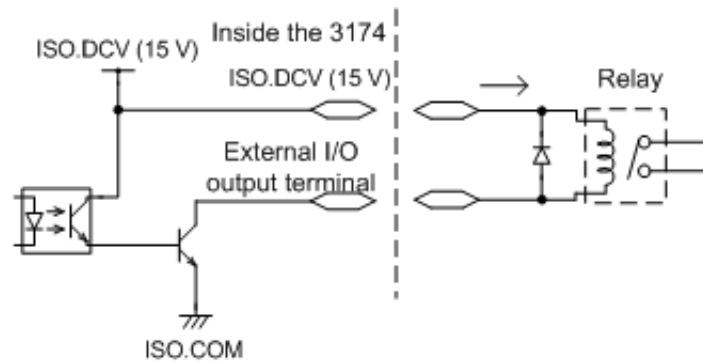 Inside the 3174
ISO.DCV (15 V)
ISO.DCV (15 V)
Relay
External I/O
output terminal
ISO.COM